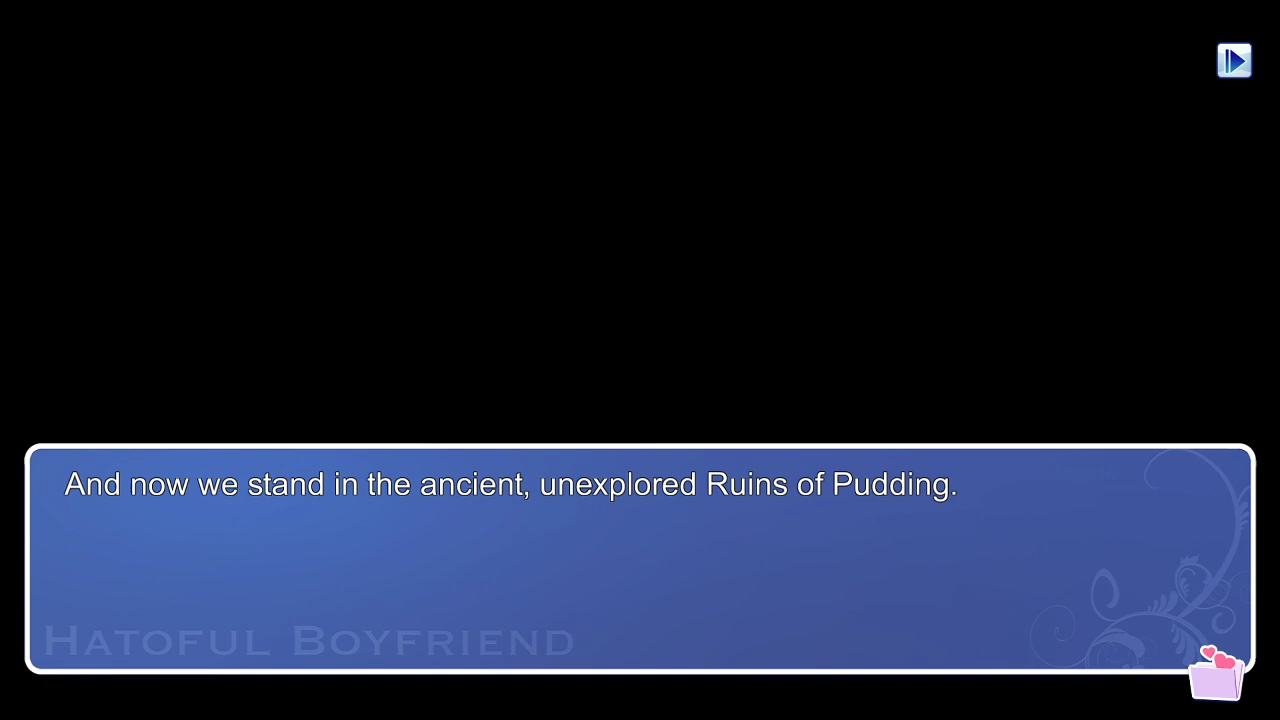 And now we stand in the ancient, unexplored Ruins of Pudding.
HATOFUL BOYFRIEND